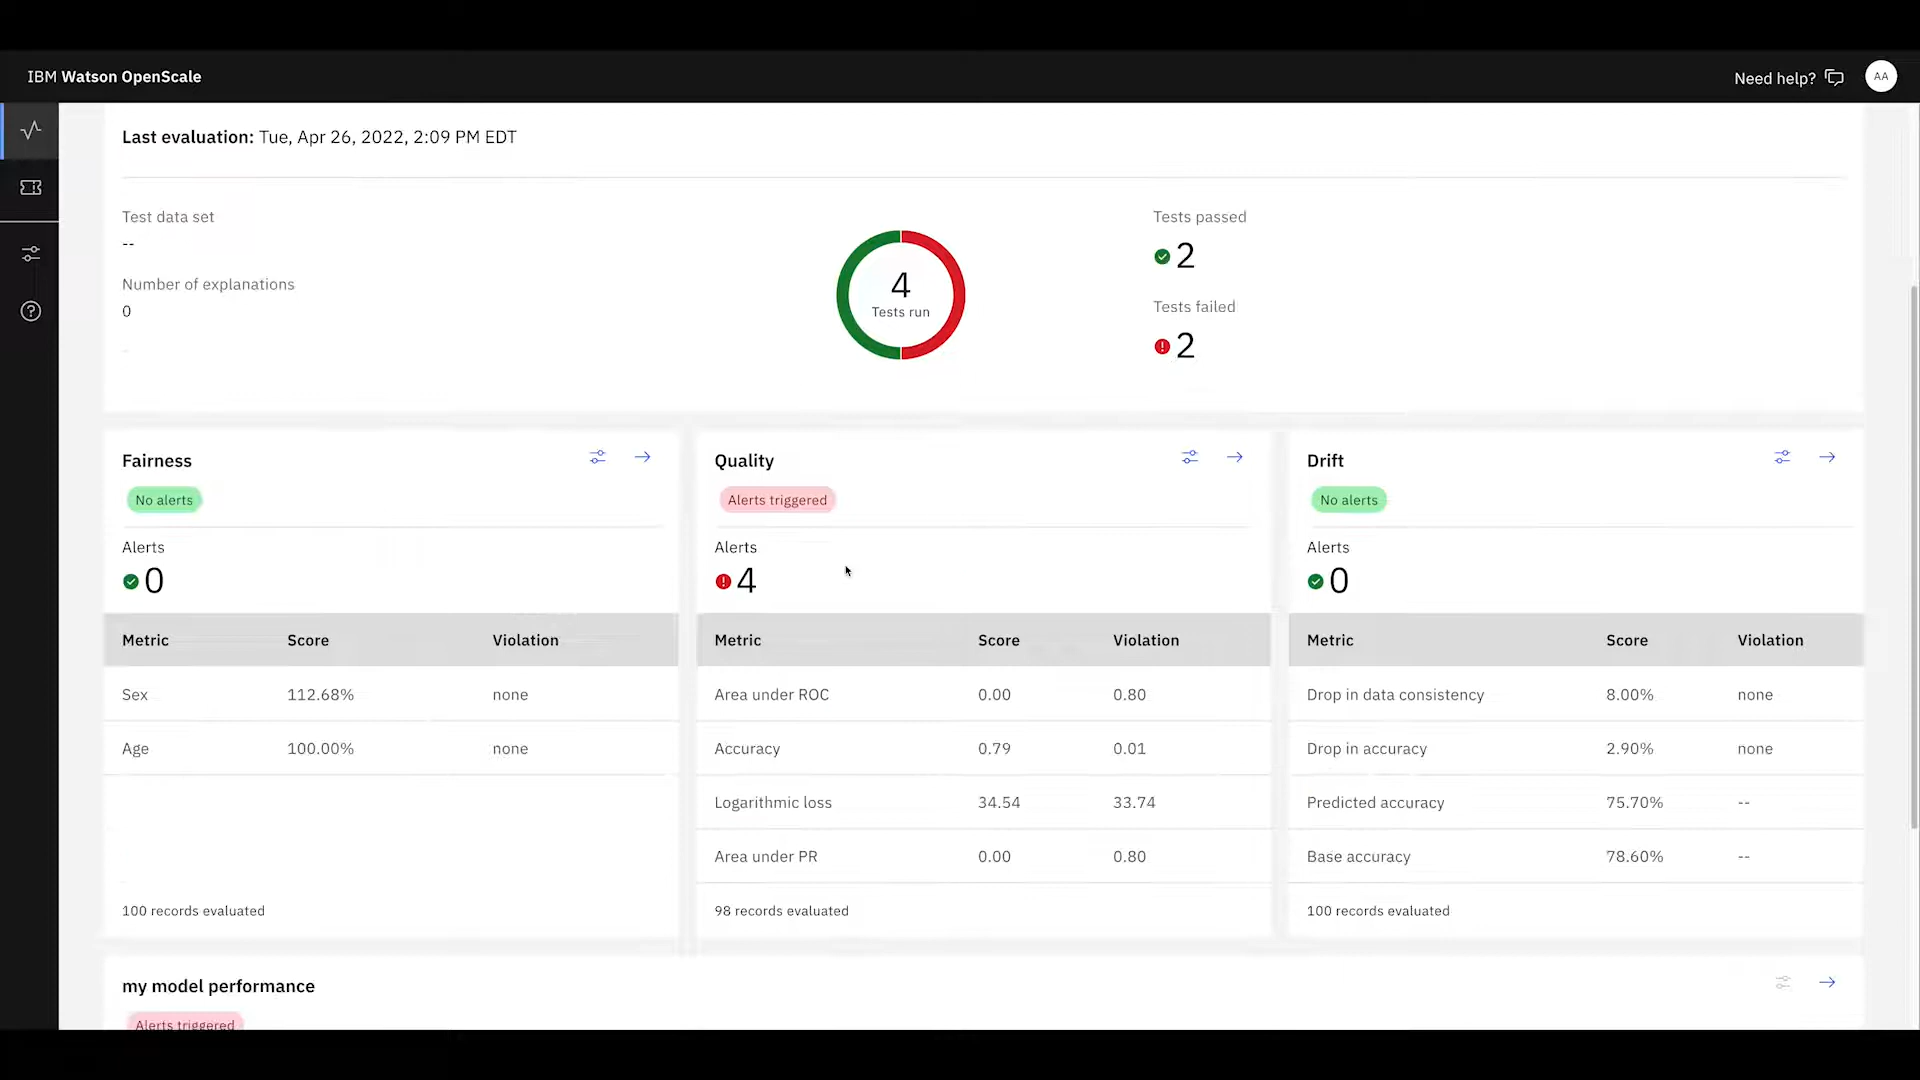 IBM Watson OpenScale
Need help?
AA
Last evaluation: Tue, Apr 26, 2022, 2:09 PM EDT
Test data set
--
Number of explanations
0
4
Tests run
Tests passed
2
Tests failed
2
Fairness
No alerts
Alerts
0
Metric Score Violation
Sex 112.68% none
Age 100.00% none
100 records evaluated
Quality
Alerts triggered
Alerts
4
Metric Score Violation
Area under ROC 0.00 0.80
Accuracy 0.79 0.01
Logarithmic loss 34.54 33.74
Area under PR 0.00 0.80
98 records evaluated
Drift
No alerts
Alerts
0
Metric Score Violation
Drop in data consistency 8.00% none
Drop in accuracy 2.90% none
Predicted accuracy 75.70% --
Base accuracy 78.60% --
100 records evaluated
my model performance
Alerts triggered